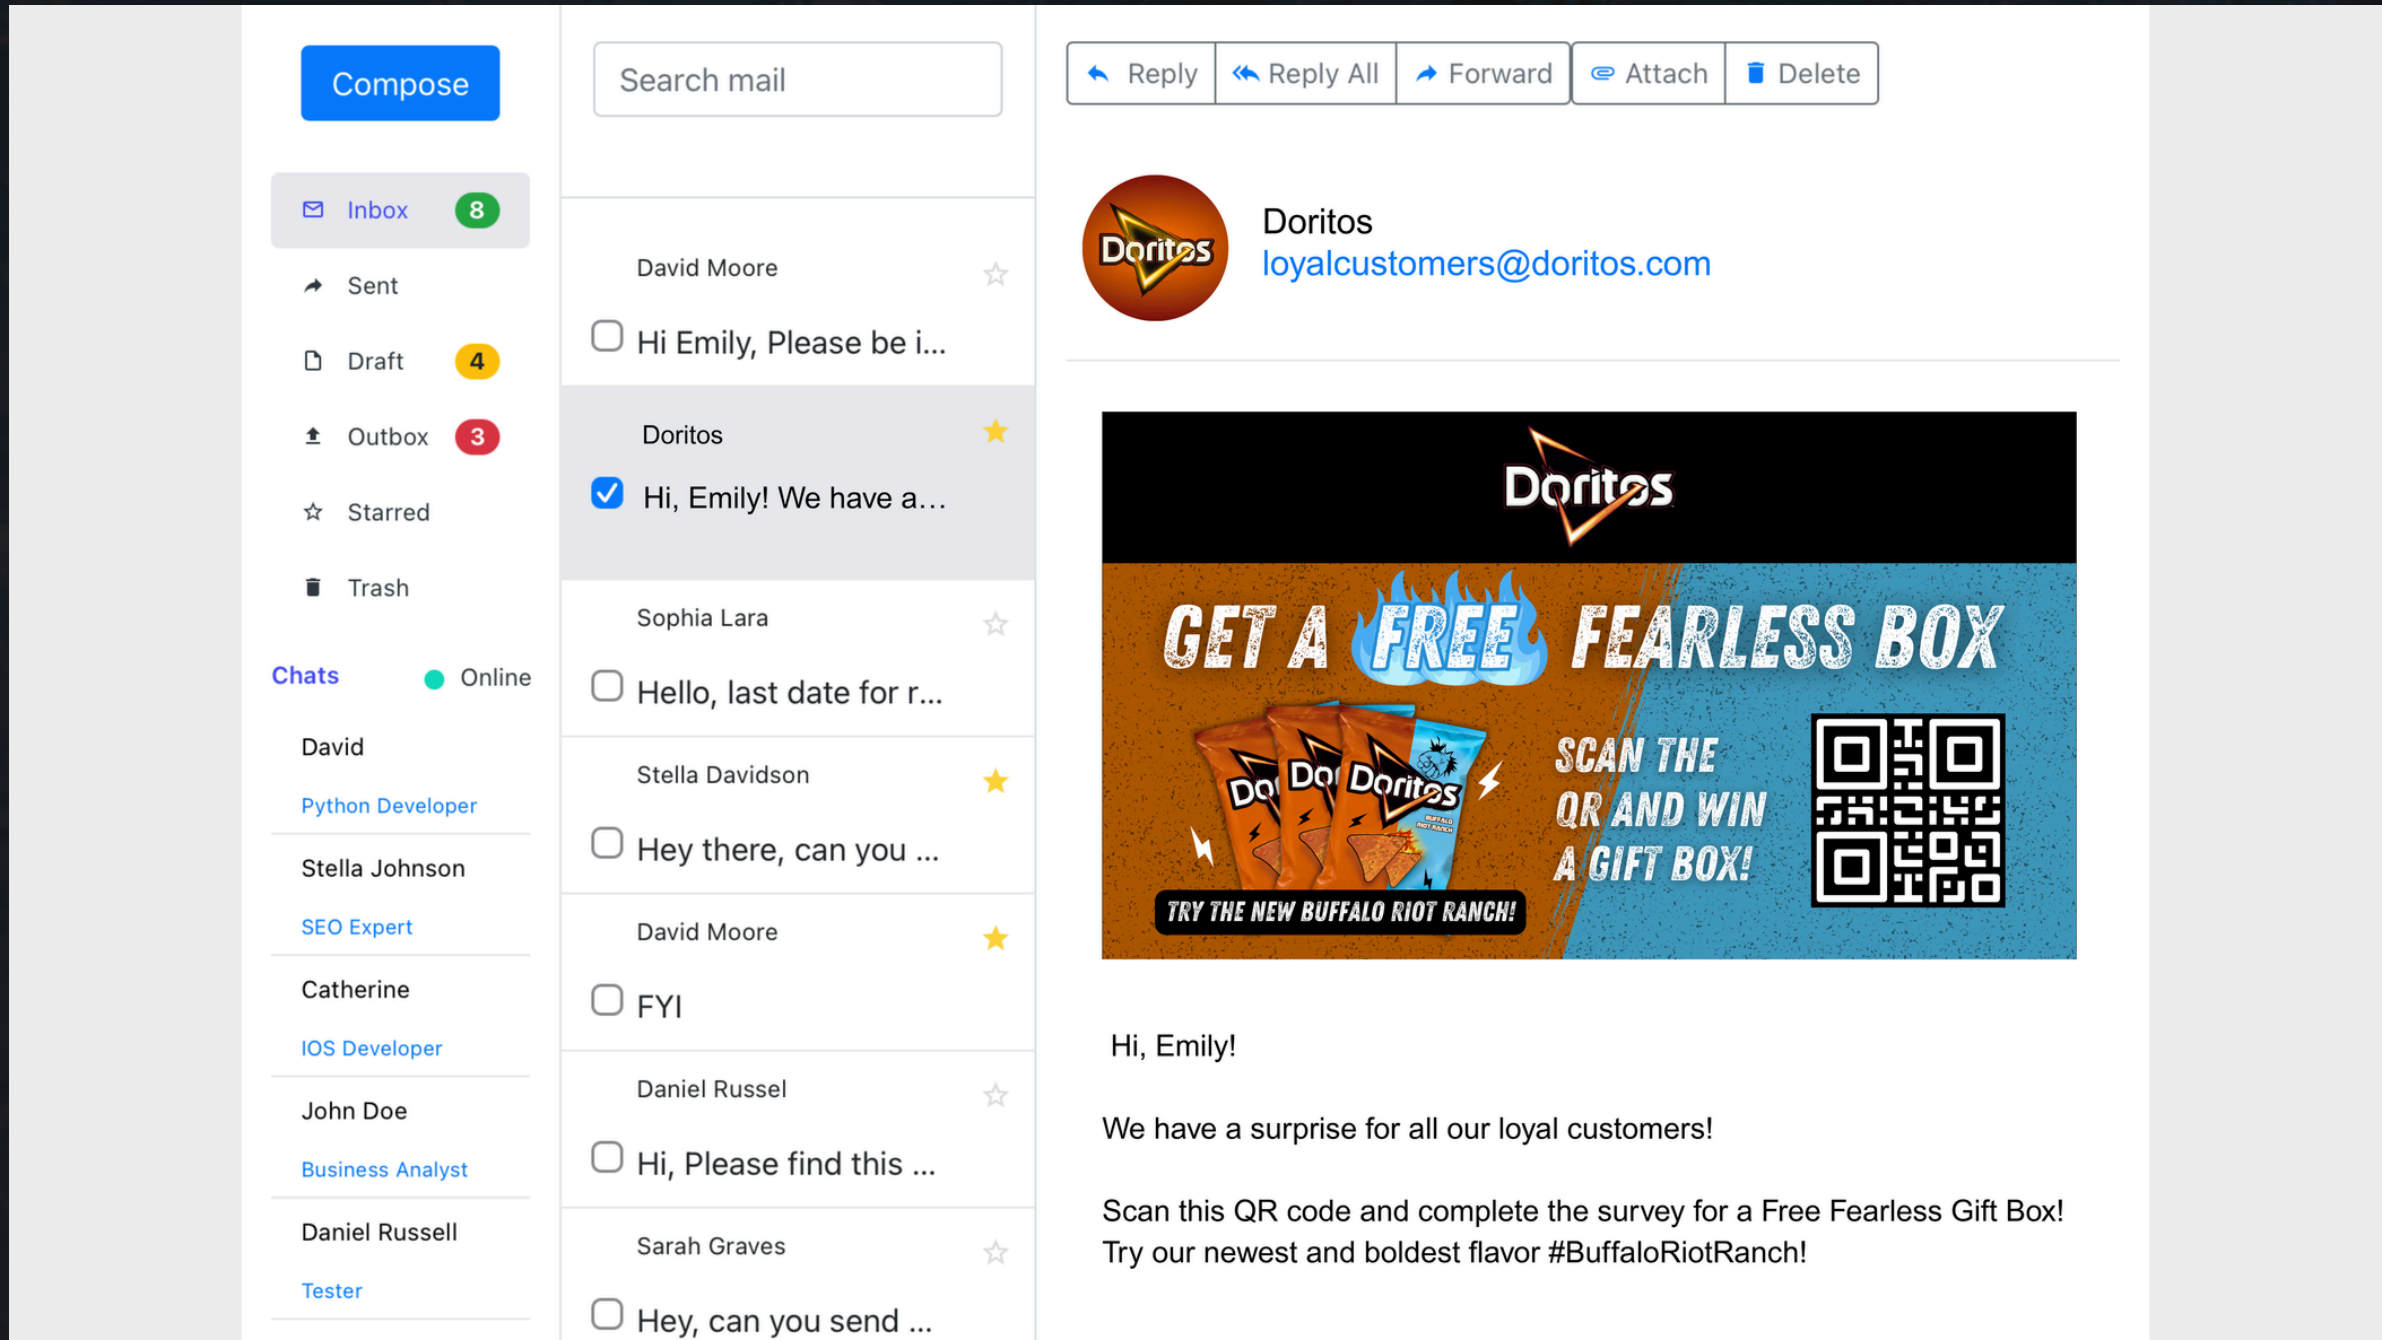 Compose
Inbox 8
Sent
Draft 4
Outbox 3
Starred
Trash
Chats Online
David
Python Developer
Stella Johnson
SEO Expert
Catherine
IOS Developer
John Doe
Business Analyst
Daniel Russell
Tester
Search mail
David Moore
Hi Emily, Please be i...
Doritos
Hi, Emily! We have a...
Sophia Lara
Hello, last date for r...
Stella Davidson
Hey there, can you ...
David Moore
FYI
Daniel Russel
Hi, Please find this ...
Sarah Graves
Hey, can you send ...
Reply Reply All Forward Attach Delete
Doritos
Doritos
loyalcustomers@doritos.com
Doritos
GET A FREE FEARLESS BOX
Do Dor Doritos
BUFFALO
RIOT RANCH
TRY THE NEW BUFFALO RIOT RANCH!
SCAN THE
QR AND WIN
A GIFT BOX!
Hi, Emily!
We have a surprise for all our loyal customers!
Scan this QR code and complete the survey for a Free Fearless Gift Box!
Try our newest and boldest flavor #BuffaloRiotRanch!